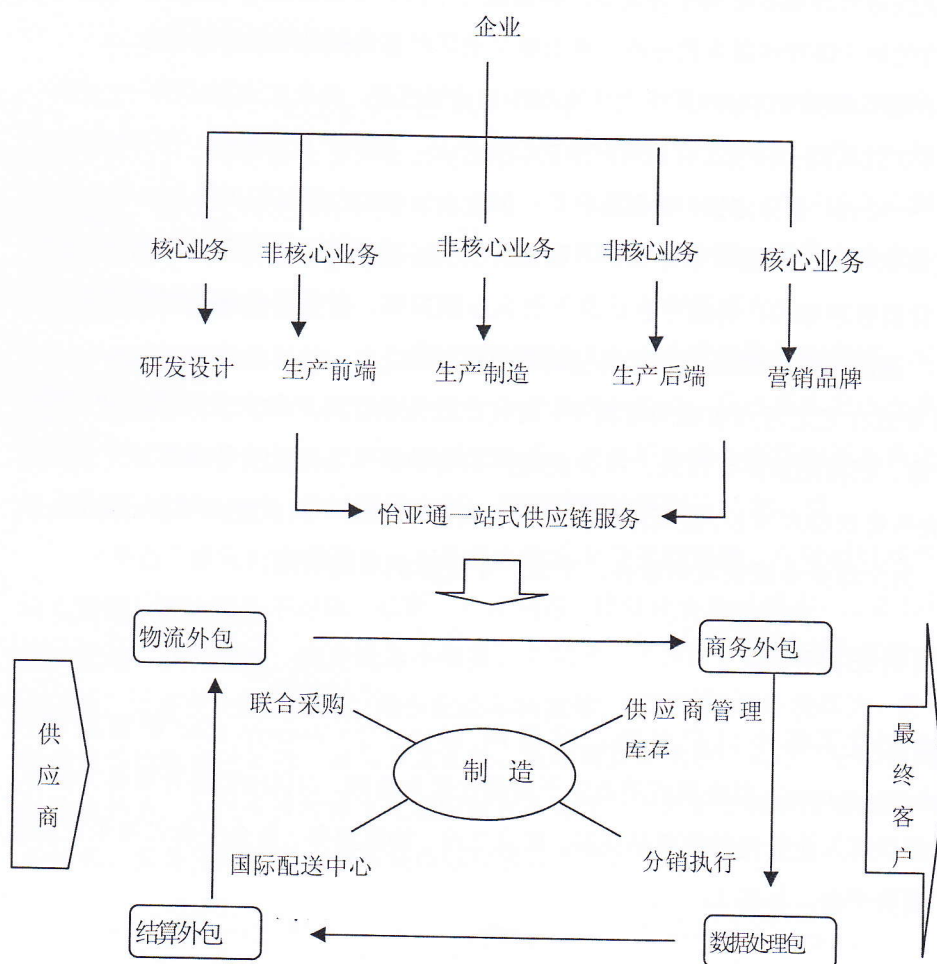 企业
核心业务
非核心业务
非核心业务
非核心业务
核心业务
研发设计
生产前端
生产制造
生产后端
营销品牌
怡亚通一站式供应链服务
物流外包
商务外包
供应商
联合采购
供应商管理
库存
制 造
最终客户
国际配送中心
分销执行
结算外包
数据处理包